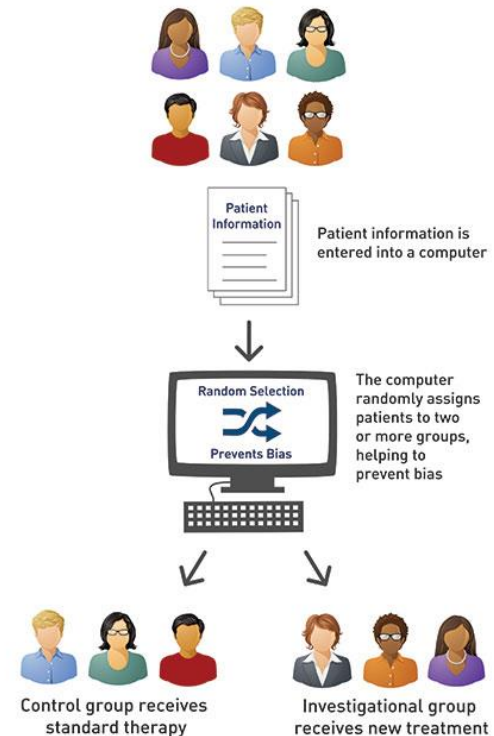 Patient
Information
Patient information is
entered into a computer
Random Selection
Prevents Bias
The computer
randomly assigns
patients to two
or more groups,
helping to
prevent bias
Control group receives
standard therapy
Investigational group
receives new treatment